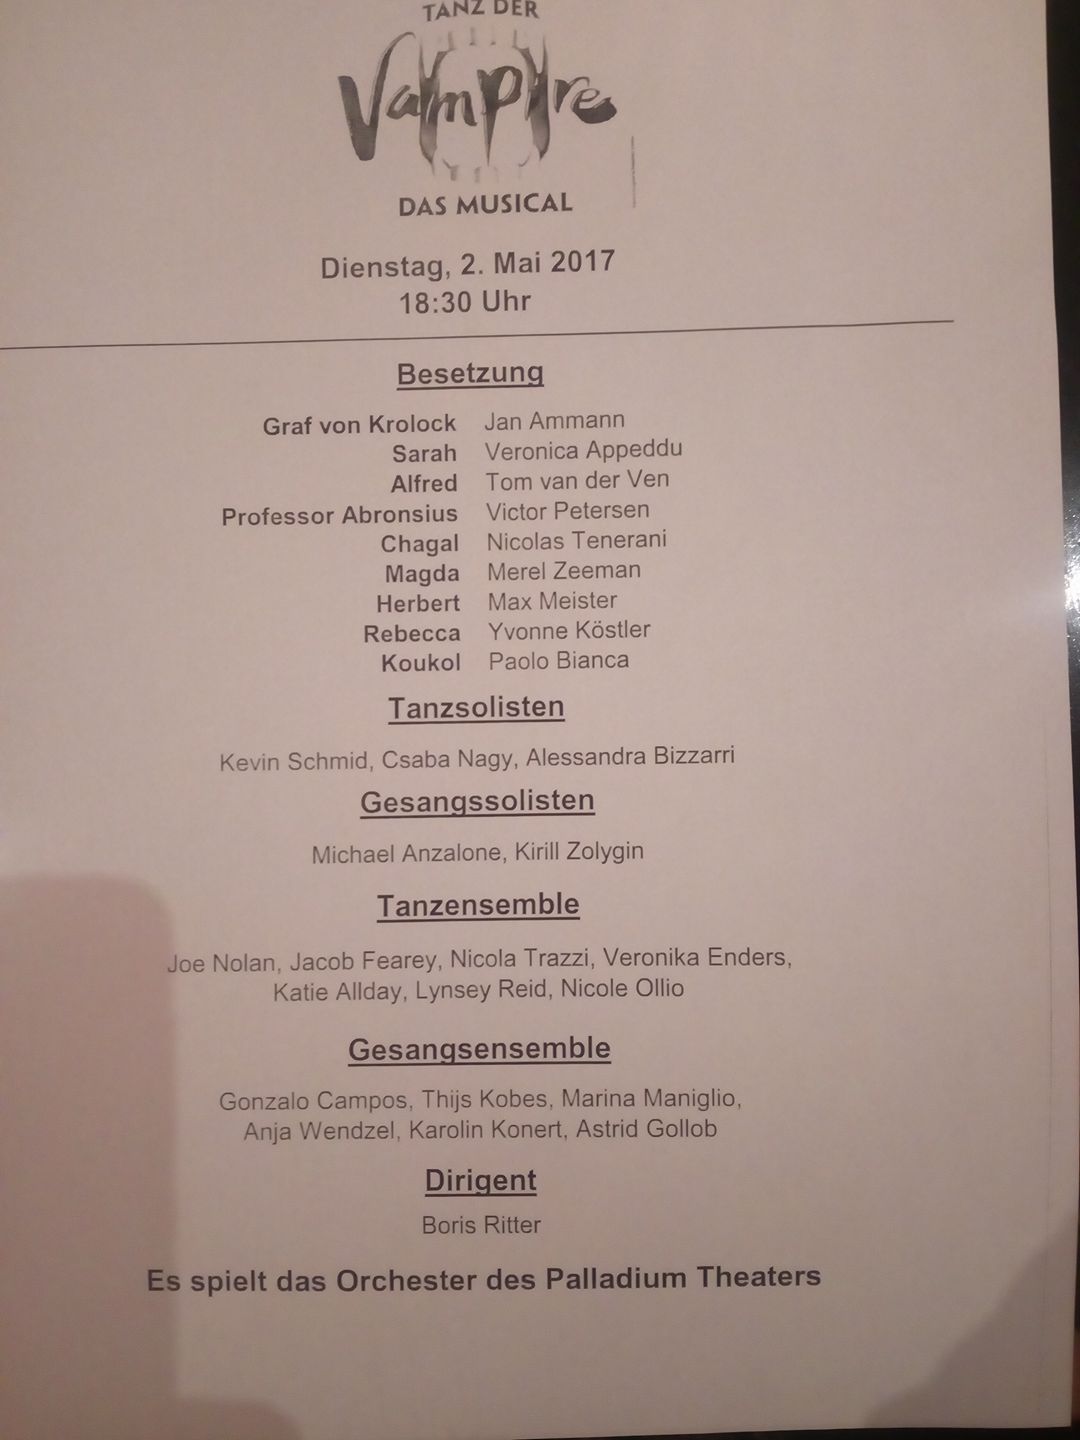 TANZ DER
Vampire
DAS MUSICAL
Dienstag, 2. Mai 2017
18:30 Uhr
Besetzung
Graf von Krolock Jan Ammann
Sarah Veronica Appeddu
Alfred Tom van der Ven
Professor Abronsius Victor Petersen
Chagal Nicolas Tenerani
Magda Merel Zeeman
Herbert Max Meister
Rebecca Yvonne Köstler
Koukol Paolo Bianca
Tanzsolisten
Kevin Schmid, Csaba Nagy, Alessandra Bizzarri
Gesangssolisten
Michael Anzalone, Kirill Zolygin
Tanzensemble
Joe Nolan, Jacob Fearey, Nicola Trazzi, Veronika Enders,
Katie Allday, Lynsey Reid, Nicole Ollio
Gesangsensemble
Gonzalo Campos, Thijs Kobes, Marina Maniglio,
Anja Wendzel, Karolin Konert, Astrid Gollob
Dirigent
Boris Ritter
Es spielt das Orchester des Palladium Theaters